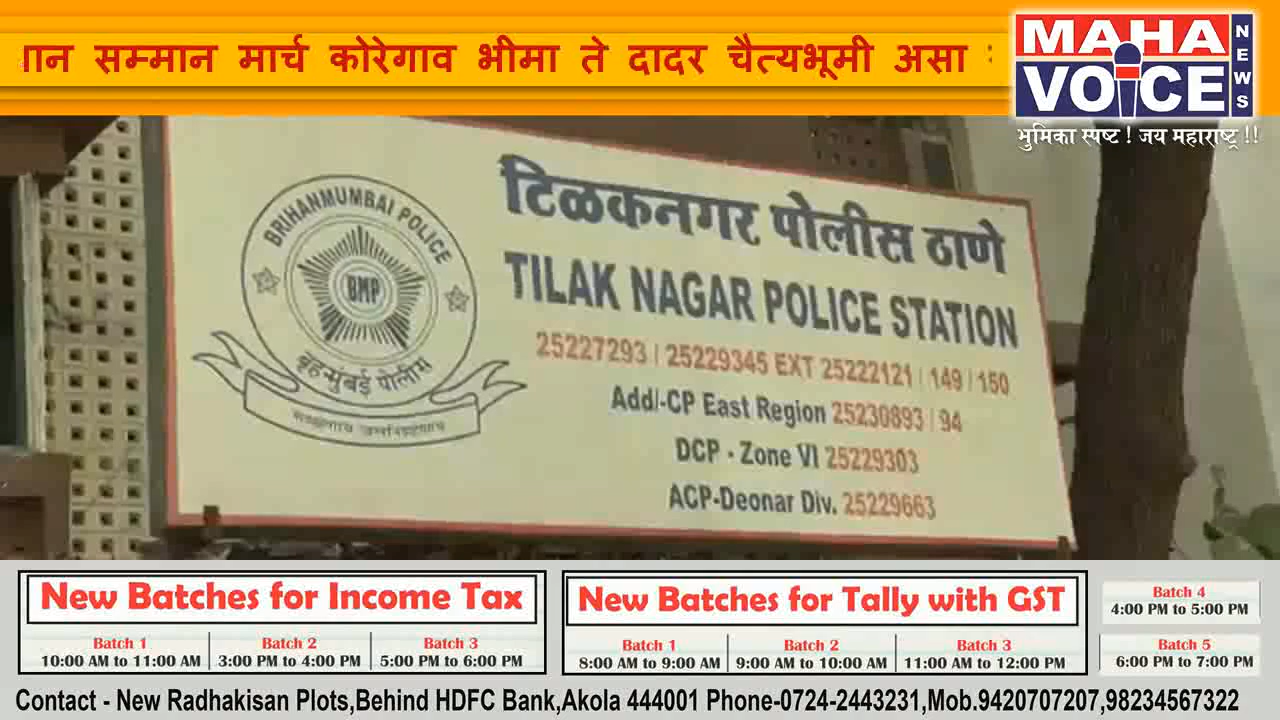 सम्मान मार्च कोरेगाव भीमा ते दादर चैत्यभूमी असा
MAHA VOICE NEWS
भुमिका स्पष्ट ! जय महाराष्ट्र !!
BRIHANMUMBAI POLICE
BMP
बृहन्मुंबई पोलीस
टिळकनगर पोलीस ठाणे
TILAK NAGAR POLICE STATION
25227293 | 25229345 EXT 25222121 | 149 | 150
Addl-CP East Region 25230893 | 94
DCP - Zone VI 25229303
ACP-Deonar Div. 25229663
New Batches for Income Tax
Batch 1 Batch 2 Batch 3
10:00 AM to 11:00 AM 3:00 PM to 4:00 PM 5:00 PM to 6:00 PM
New Batches for Tally with GST
Batch 1 Batch 2 Batch 3
8:00 AM to 9:00 AM 9:00 AM to 10:00 AM 11:00 AM to 12:00 PM
Batch 4
4:00 PM to 5:00 PM
Batch 5
6:00 PM to 7:00 PM
Contact - New Radhakisan Plots,Behind HDFC Bank,Akola 444001 Phone-0724-2443231,Mob.9420707207,98234567322